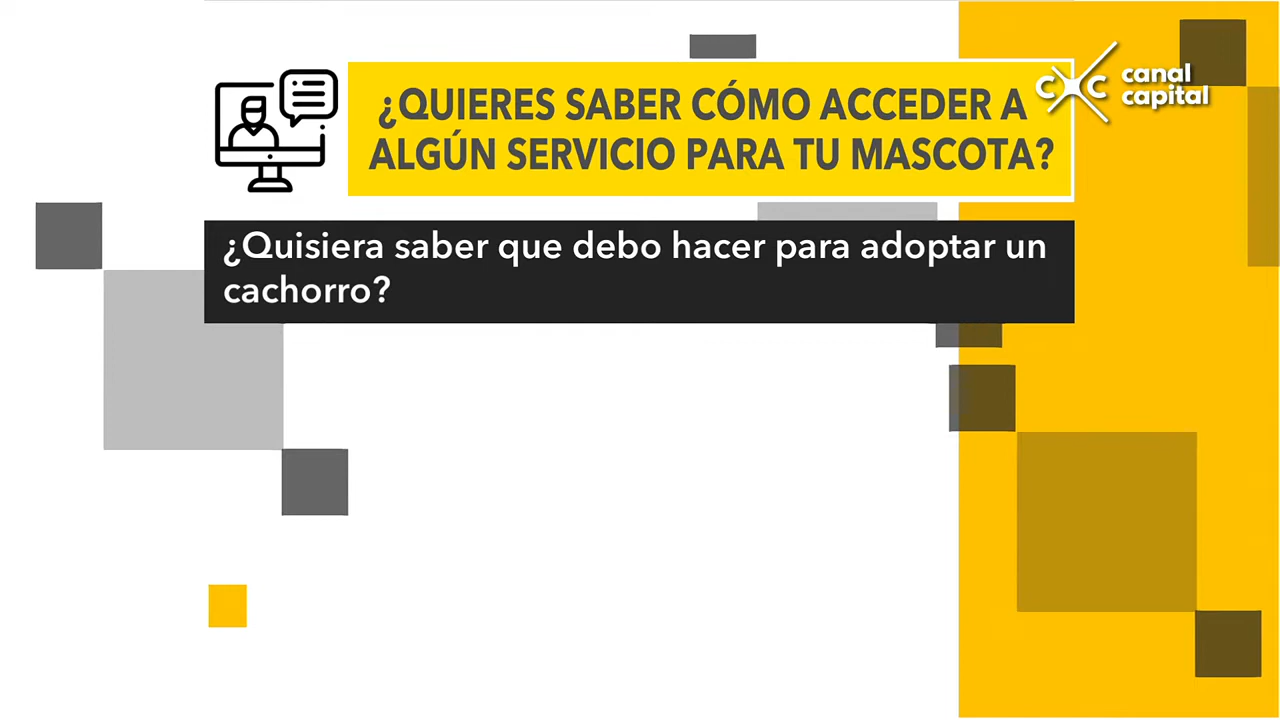 ¿QUIERES SABER CÓMO ACCEDER A
ALGÚN SERVICIO PARA TU MASCOTA?
CXC canal
capital
¿Quisiera saber que debo hacer para adoptar un
cachorro?